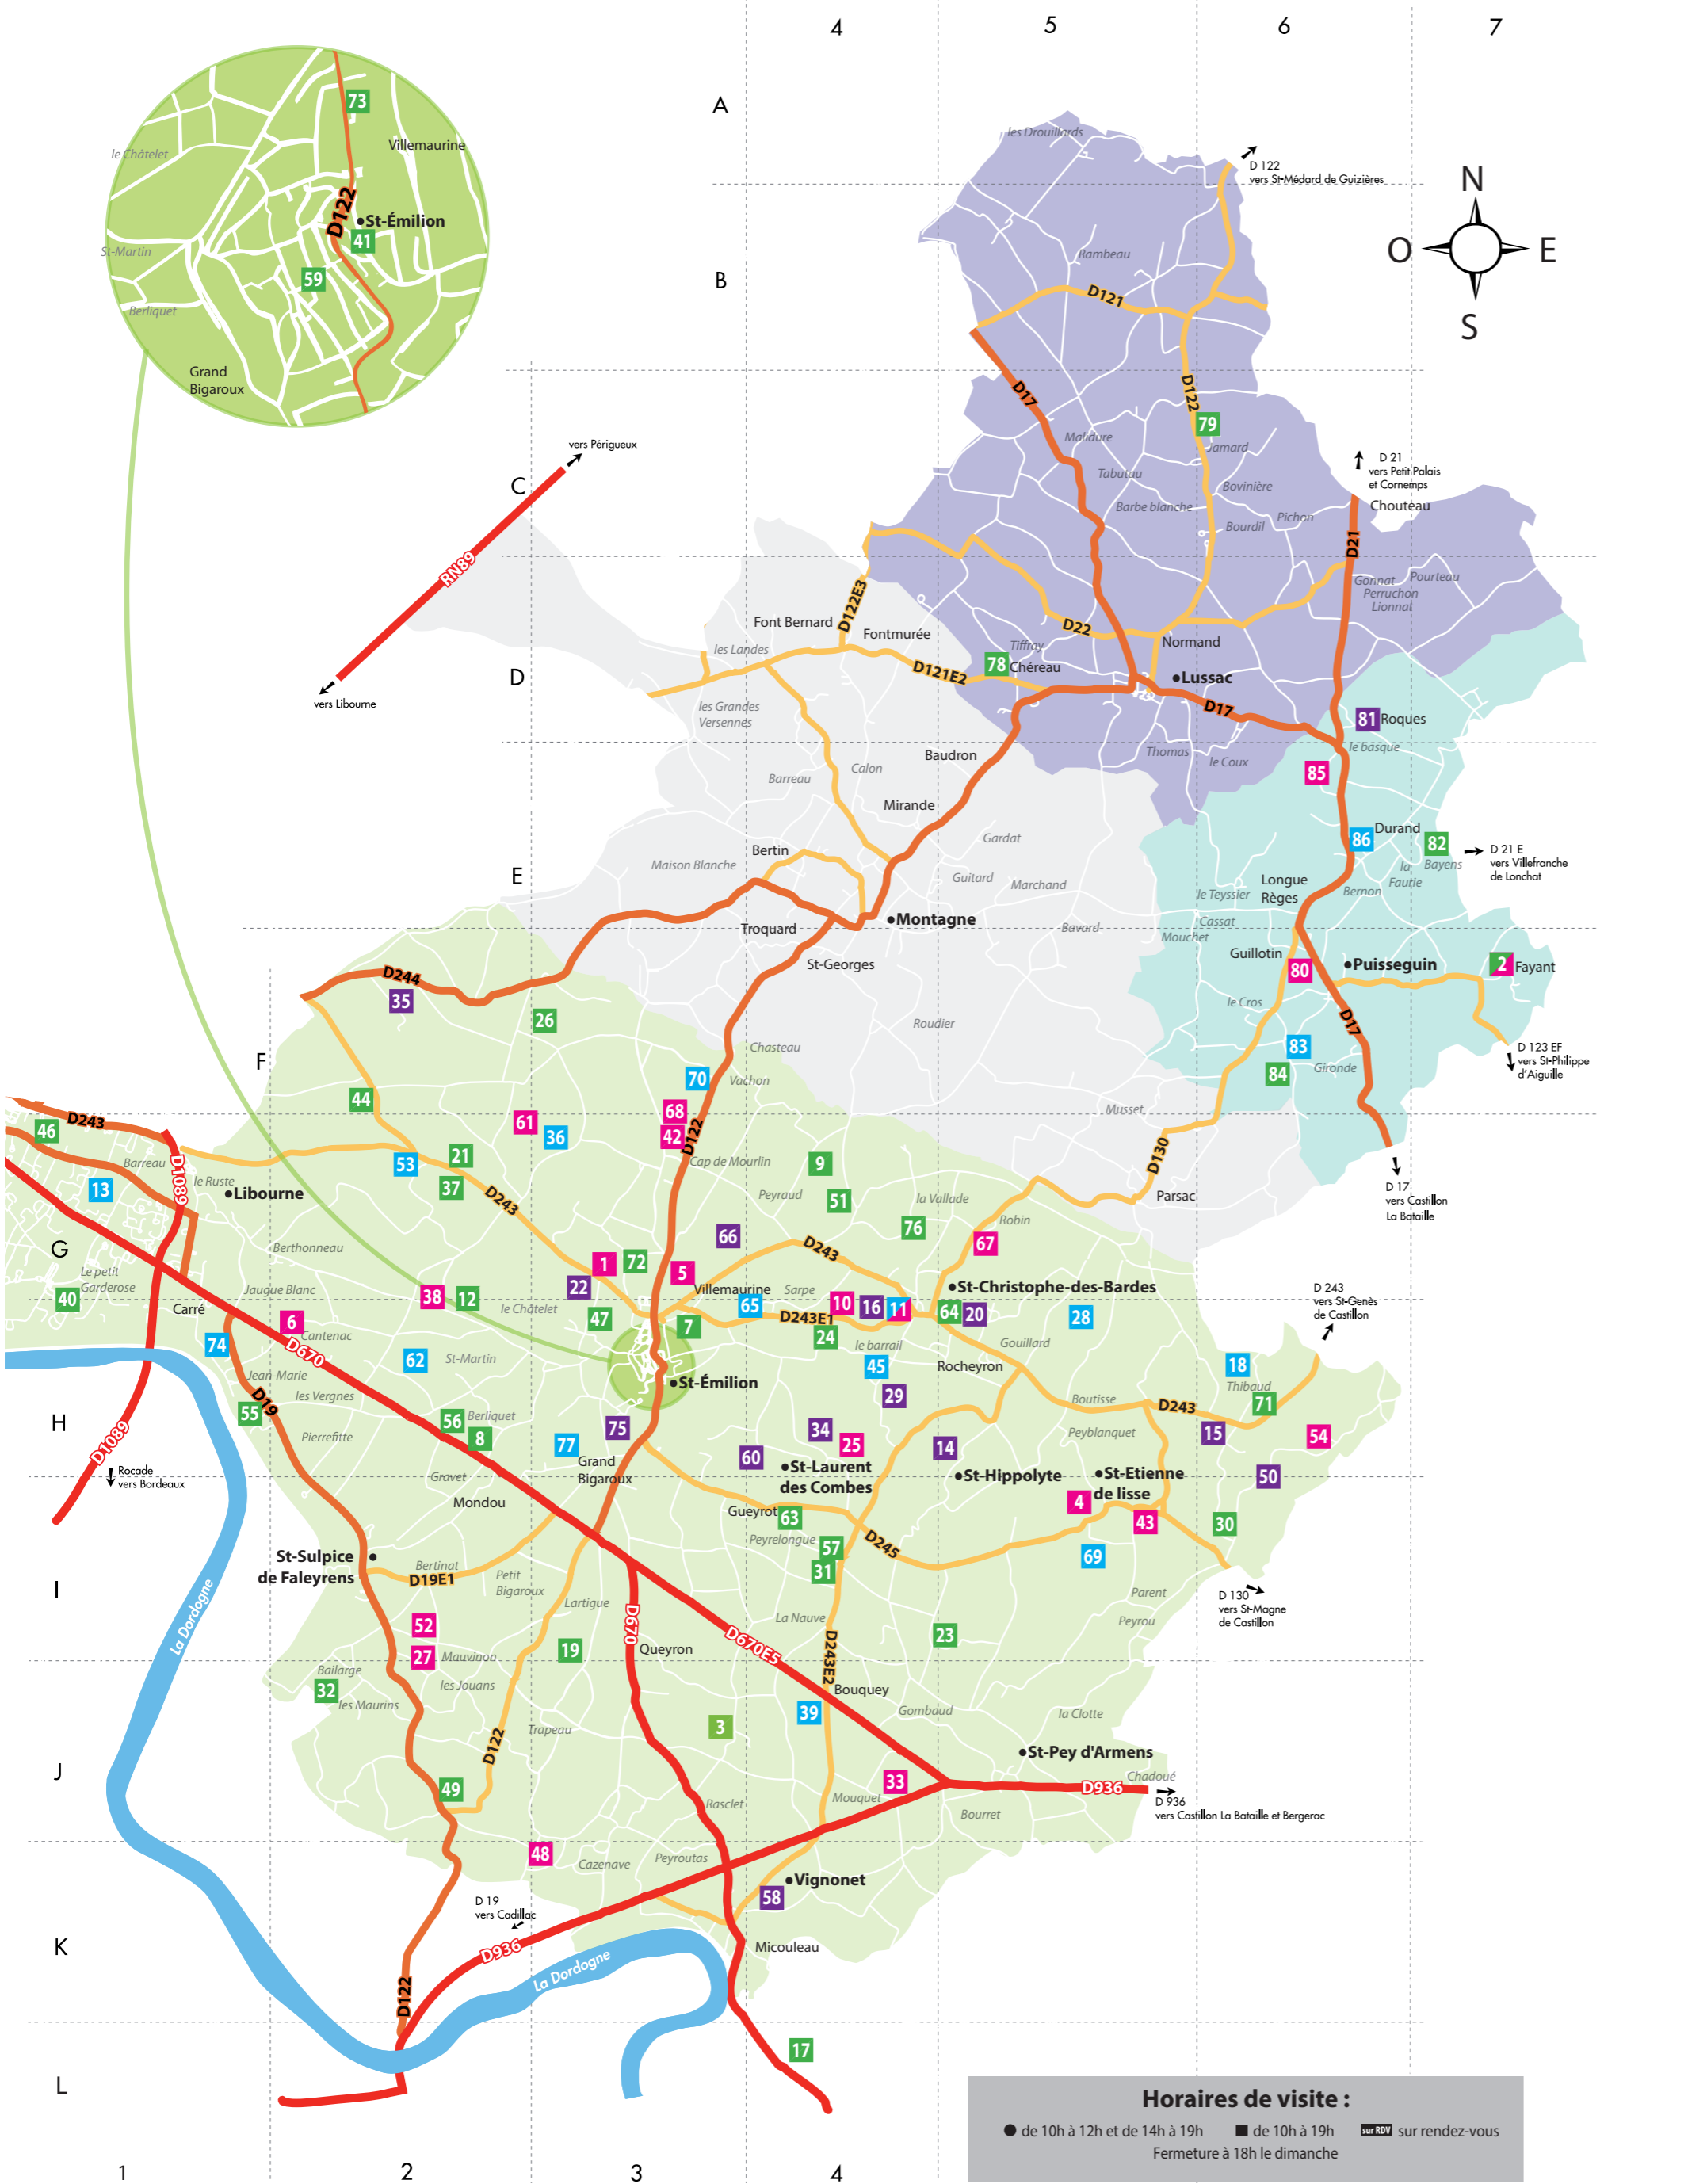 4
5
6
7
A
73
le Châtelet
Villemaurine
D122
St-Émilion
41
St-Martin
59
Berliquet
Grand
Bigaroux
les Drouillards
D 122
vers St-Médard de Guizières
N
O
E
S
B
Rambeau
D121
D17
D122
79
Malidure
Jamard
Tabutau
Bovinière
Barbe blanche
Pichon
Bourdil
D 21
vers Petit Palais
et Cornemps
Chouteau
D21
vers Périgueux
C
RN89
vers Libourne
Gonnat
Pourteau
Perruchon
Lionnat
D122E3
Font Bernard
Fontmurée
les Landes
D22
Normand
Tiffray
78
Chéreau
D121E2
D
Lussac
D17
les Grandes
Versennes
81
Roques
le basque
Thomas
le Coux
85
Baudron
Calon
Barreau
Mirande
Gardat
Bertin
Maison Blanche
E
Guitard
Marchand
Durand
86
82
la
Fautie
Bayens
D 21 E
vers Villefranche
de Lonchat
Longue
Règes
le Teyssier
Bernon
Montagne
Troquard
Bavard
Cassat
Mouchet
St-Georges
Guillotin
80
Puisseguin
2
Fayant
le Cros
D17
D244
35
26
Roudier
Chasteau
F
83
84
Gironde
D 123 EF
vers St-Philippe
d'Aiguille
70
Vachon
44
68
61
42
36
D122
Musset
D243
46
Barreau
D1089
13
le Ruste
Libourne
53
21
37
D243
Cap de Mourlin
9
Peyraud
51
la Vallade
76
D130
Parsac
D 17
vers Castillon
La Bataille
Robin
67
66
G
Berthonneau
Le petit
Garderose
40
Jaugue Blanc
38
12
1
72
5
22
Villemaurine
D243
Sarpe
St-Christophe-des-Bardes
D 243
vers St-Genès
de Castillon
Carré
le Châtelet
47
7
65
10
16
11
D243E1
24
64
20
28
6
Cantenac
74
D670
62
St-Martin
le barrail
45
Gouillard
Rocheyron
18
Thibaud
71
Jean-Marie
les Vergnes
D19
55
St-Émilion
29
Boutisse
D243
H
Pierrefitte
56
Berliquet
8
77
75
34
25
60
14
Peyblanquet
15
54
D1089
Rocade
vers Bordeaux
Gravet
Mondou
Grand
Bigaroux
St-Laurent
des Combes
St-Hippolyte
St-Etienne
de lisse
50
4
43
30
Gueyrot
63
Peyrelongue
57
31
D245
69
St-Sulpice
de Faleyrens
Bertinat
D19E1
Petit
Bigaroux
I
La Dordogne
Lartigue
D 130
vers St-Magne
de Castillon
Parent
Peyrou
La Nauve
52
27
Mauvinon
19
D670
Queyron
D670E5
D243E2
23
Bailarge
32
les Maurins
les Jouans
Bouquey
39
3
Gombaud
la Clotte
Trapeau
D122
St-Pey d'Armens
J
49
33
D936
Chadoué
D 936
vers Castillon La Bataille et Bergerac
Rasclet
Mouquet
Bourret
48
Cazenave
Peyroutas
Vignonet
58
D 19
vers Cadillac
D936
K
Micouleau
La Dordogne
D122
17
L
Horaires de visite :
● de 10h à 12h et de 14h à 19h ■ de 10h à 19h sur RDV sur rendez-vous
Fermeture à 18h le dimanche
1
2
3
4